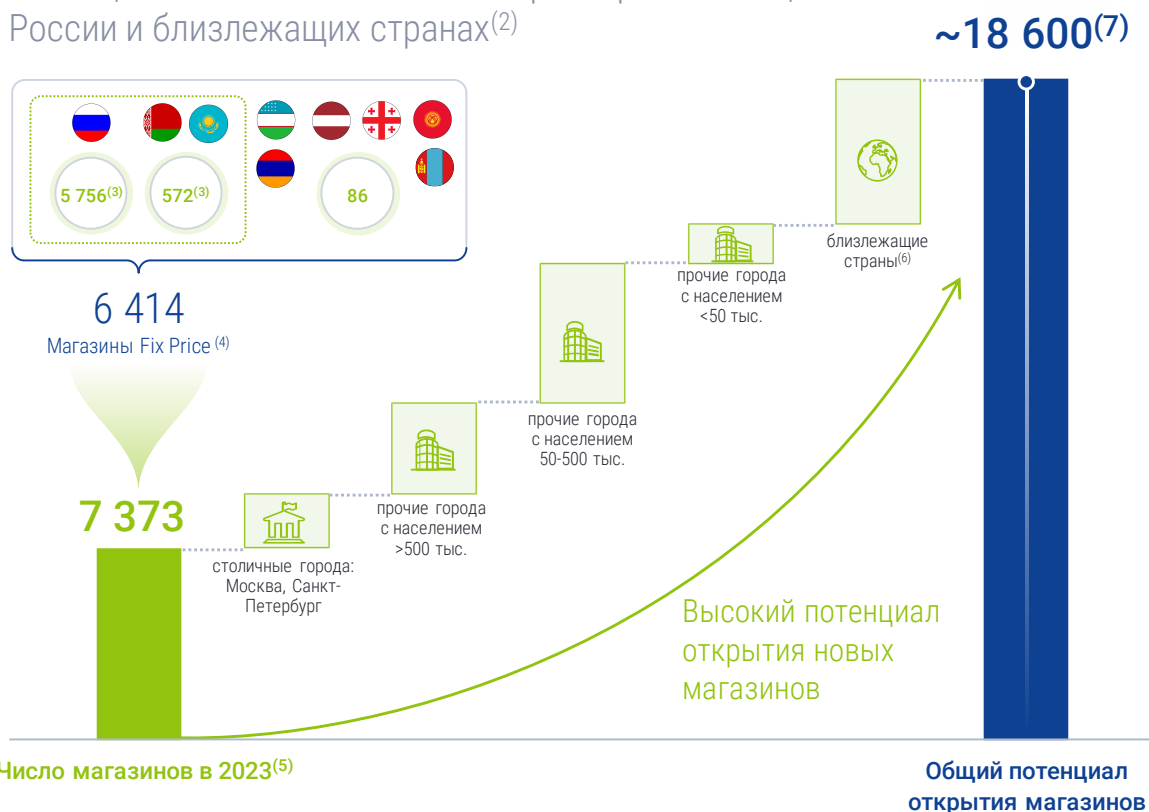 России и близлежащих странах(2)
~18 600(7)
5 756(3)
572(3)
86
6 414
Магазины Fix Price (4)
7 373
столичные города:
Москва, Санкт-
Петербург
прочие города
с населением
>500 тыс.
прочие города
с населением
50-500 тыс.
прочие города
с населением
<50 тыс.
близлежащие
страны(6)
Высокий потенциал
открытия новых
магазинов
Число магазинов в 2023(5)
Общий потенциал
открытия магазинов